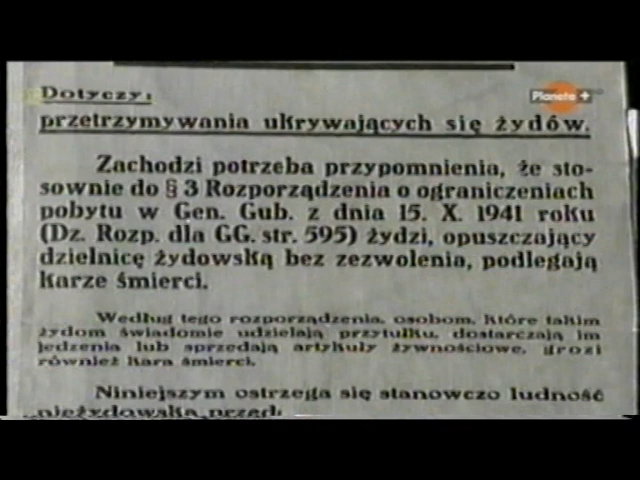 Dotyczy:
przetrzymywania ukrywających się żydów.
Zachodzi potrzeba przypomnienia, że sto-
sownie do § 3 Rozporządzenia o ograniczeniach
pobytu w Gen. Gub. z dnia 15. X. 1941 roku
(Dz. Rozp. dla GG. str. 595) żydzi, opuszczający
dzielnicę żydowską bez zezwolenia, podlegają
karze śmierci.
Według tego rozporządzenia, osobom, które takim
żydom świadomie udzielają przytułku, dostarczają im
jedzenia lub sprzedają artykuły żywnościowe, grozi
również kara śmierci.
Niniejszym ostrzega się stanowczo ludność
nieżydowską przed:
Planete +